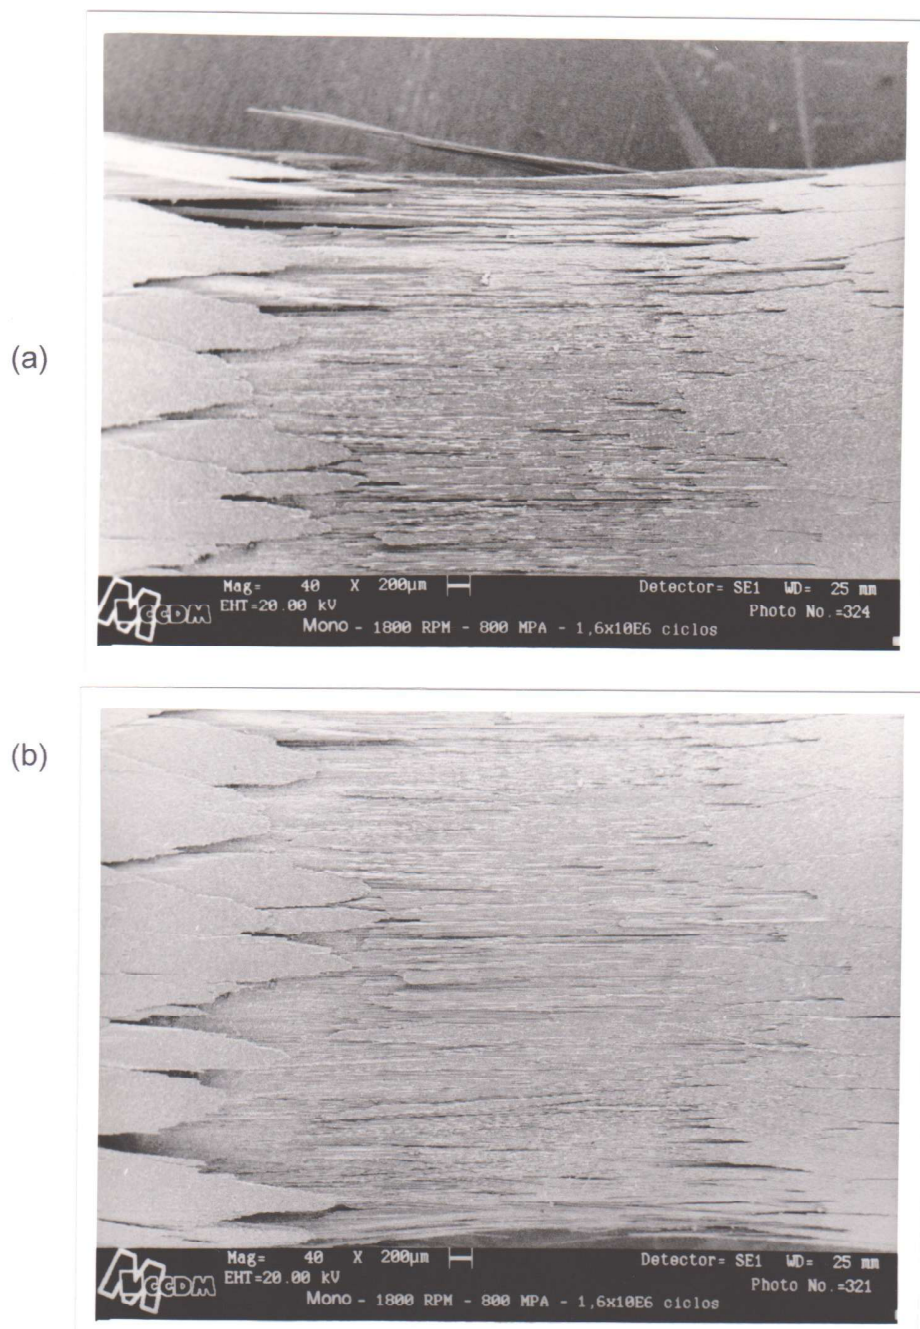 (a)
CCDM
Mag= 40 X 200µm
Detector= SE1 WD= 25 mm
EHT=20.00 kV
Photo No.=324
Mono - 1800 RPM - 800 MPA - 1,6x10E6 ciclos
(b)
CCDM
Mag= 40 X 200µm
Detector= SE1 WD= 25 mm
EHT=20.00 kV
Photo No.=321
Mono - 1800 RPM - 800 MPA - 1,6x10E6 ciclos